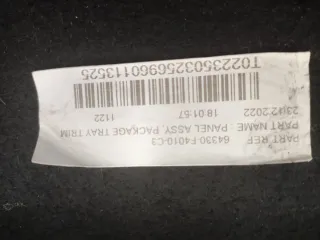 PART REF 64330-F4010-C3
PART NAME PANEL ASSY, PACKAGE TRAY TRIM
23.12.2022 18:01:57 1122
T0223503256960113525